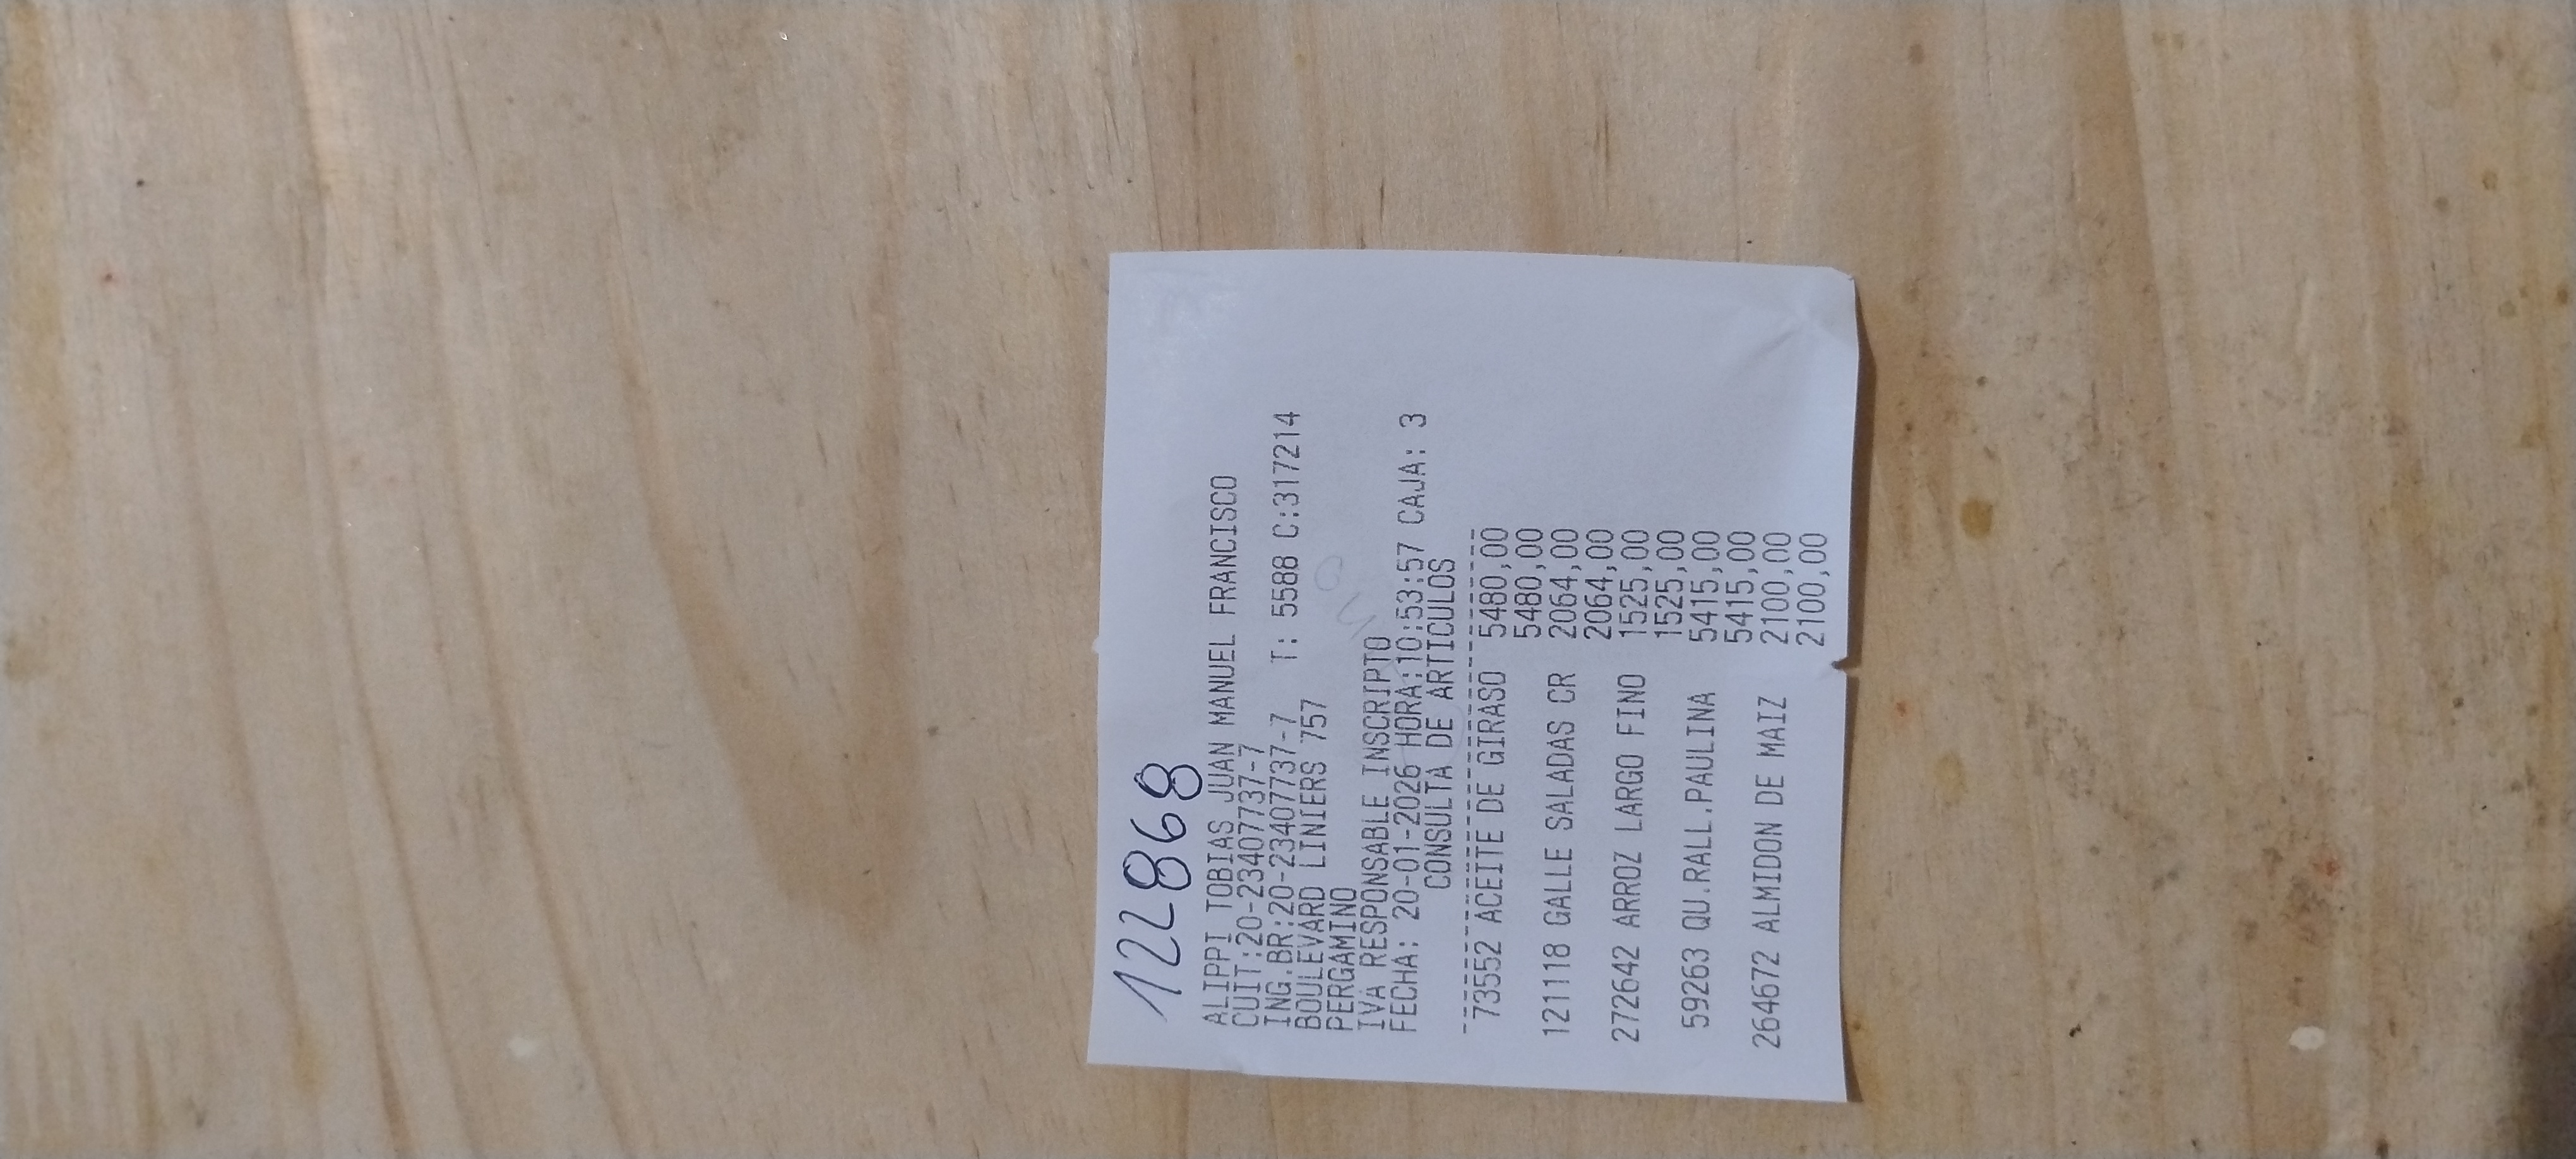 12268
ALIPPI TOBIAS JUAN MANUEL FRANCISCO
CUIT:20-23407737-7
ING.BR:20-23407737-7 T: 5588 C:317214
BOULEVARD LINIERS 757
PERGAMINO
IVA RESPONSABLE INSCRIPTO
FECHA: 20-01-2026 HORA:10:53:57 CAJA: 3
CONSULTA DE ARTICULOS
73552 ACEITE DE GIRASO 5480,00
5480,00
121118 GALLE SALADAS CR 2064,00
2064,00
272642 ARROZ LARGO FINO 1525,00
1525,00
59263 QU.RALL.PAULINA 5415,00
5415,00
264672 ALMIDON DE MAIZ 2100,00
2100,00